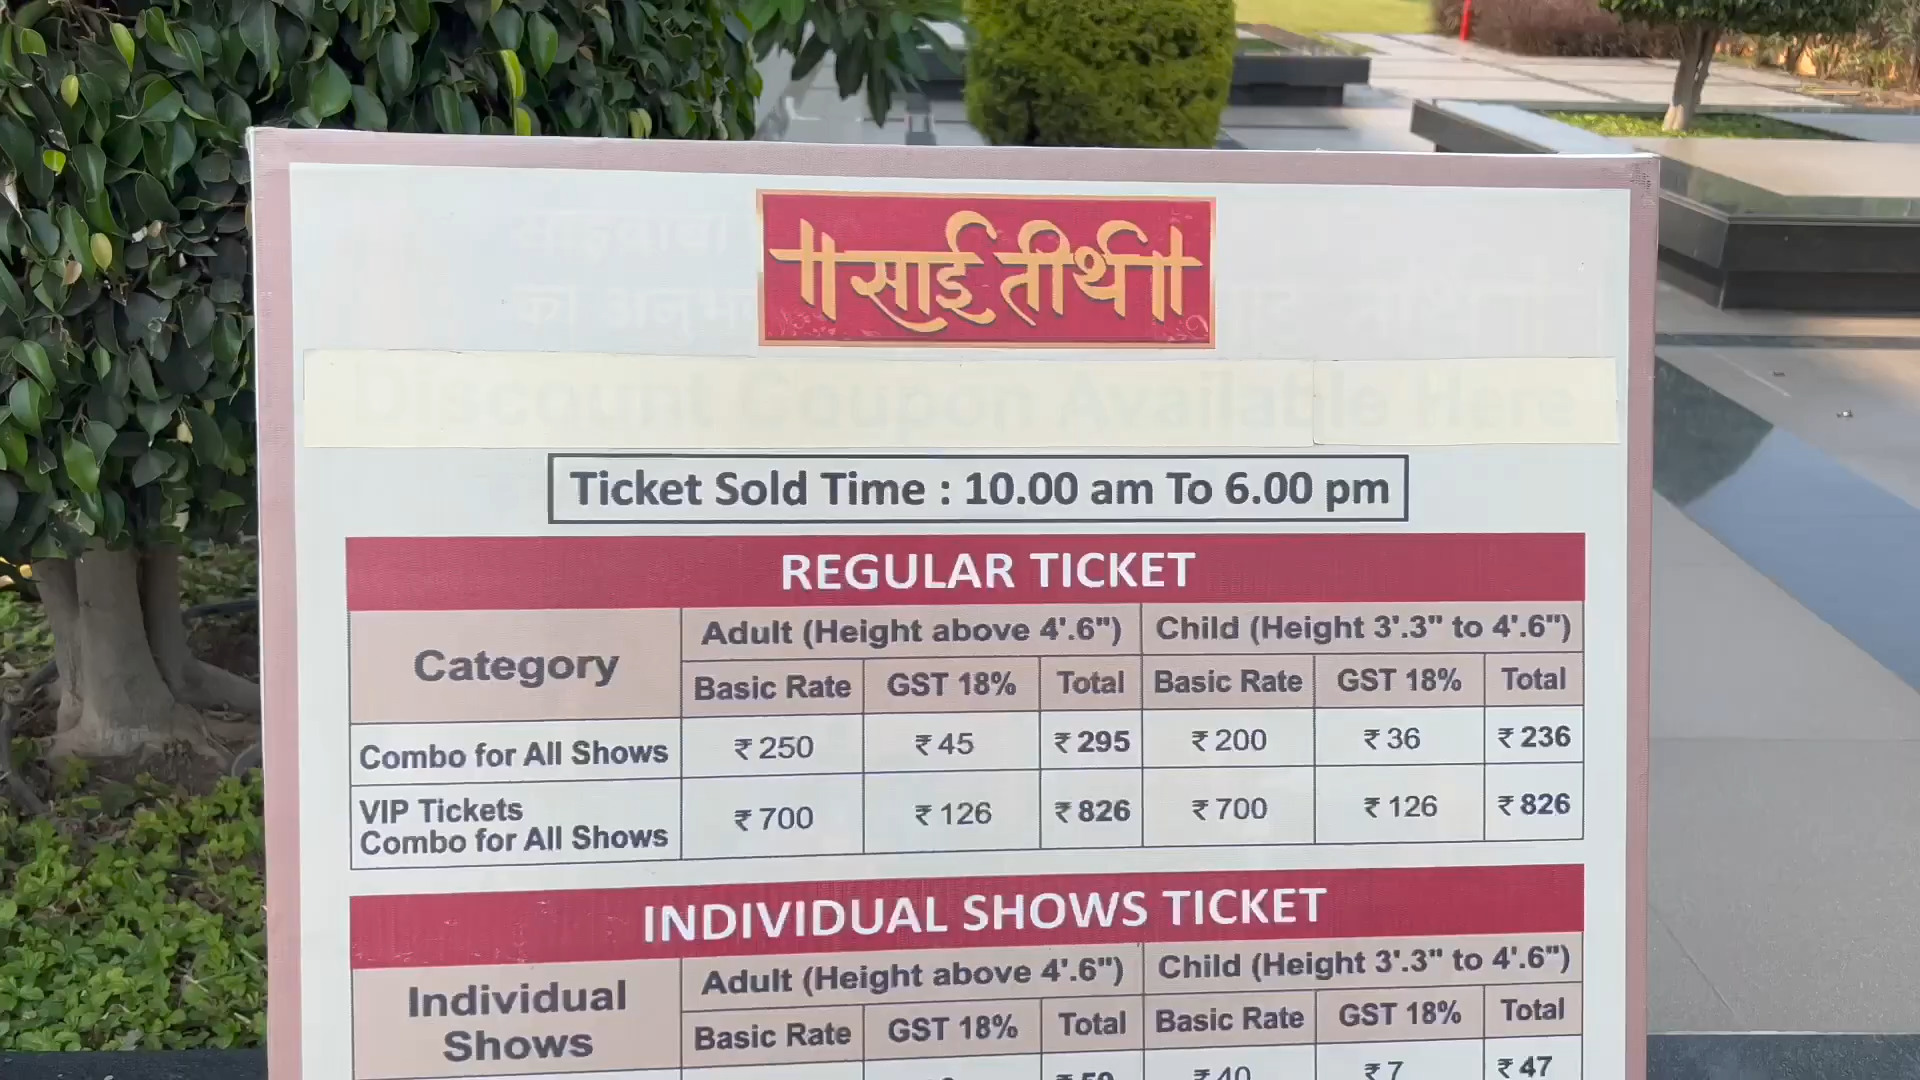 ॥साई तीर्थ॥
Discount Coupon Available Here
Ticket Sold Time : 10.00 am To 6.00 pm
REGULAR TICKET
Category
Adult (Height above 4'.6") Child (Height 3'.3" to 4'.6")
Basic Rate GST 18% Total Basic Rate GST 18% Total
Combo for All Shows ₹ 250 ₹ 45 ₹ 295 ₹ 200 ₹ 36 ₹ 236
VIP Tickets
Combo for All Shows ₹ 700 ₹ 126 ₹ 826 ₹ 700 ₹ 126 ₹ 826
INDIVIDUAL SHOWS TICKET
Individual
Shows
Adult (Height above 4'.6") Child (Height 3'.3" to 4'.6")
Basic Rate GST 18% Total Basic Rate GST 18% Total
₹ 40 ₹ 7 ₹ 47